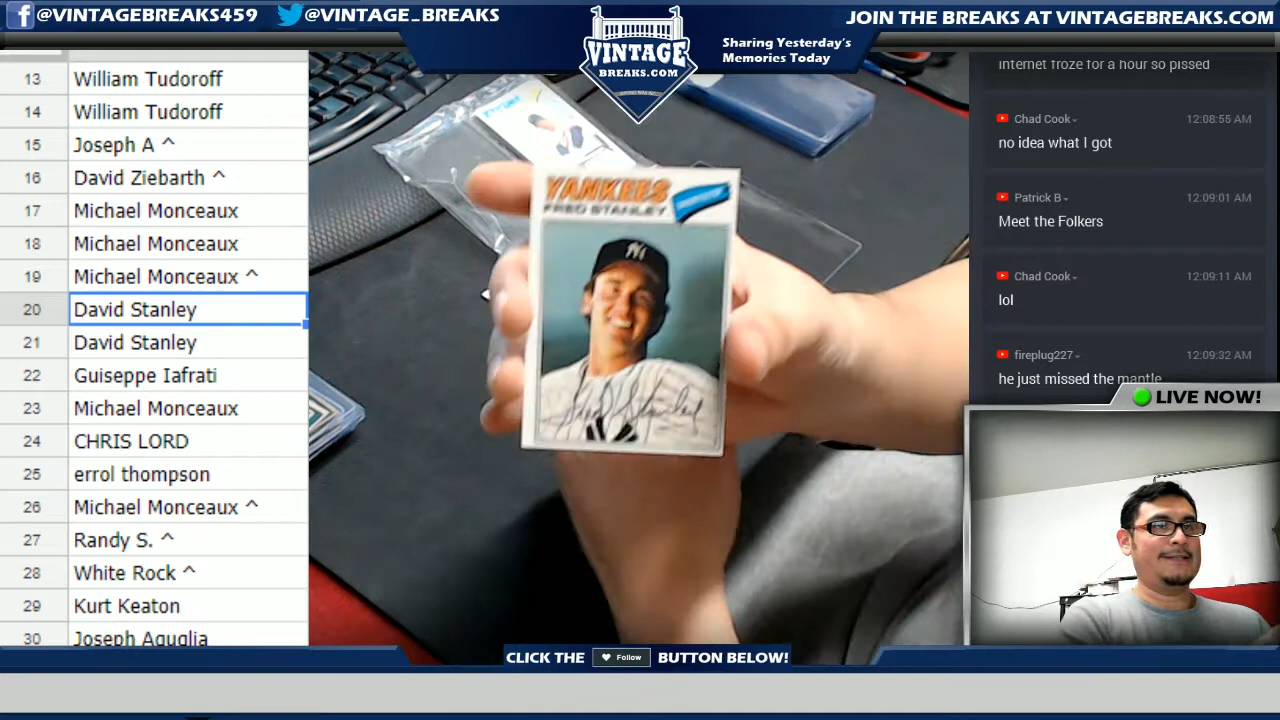 @VINTAGEBREAKS459
@VINTAGE_BREAKS
VINTAGE
BREAKS.COM
Sharing Yesterday's
Memories Today
JOIN THE BREAKS AT VINTAGEBREAKS.COM
13 William Tudoroff
14 William Tudoroff
15 Joseph A ^
16 David Ziebarth ^
17 Michael Monceaux
18 Michael Monceaux
19 Michael Monceaux ^
20 David Stanley
21 David Stanley
22 Guiseppe Iafrati
23 Michael Monceaux
24 CHRIS LORD
25 errol thompson
26 Michael Monceaux ^
27 Randy S. ^
28 White Rock ^
29 Kurt Keaton
30 Joseph Aguglia
YANKEES
FRED STANLEY
NY
Fred Stanley
internet froze for a hour so pissed
Chad Cook 12:08:55 AM
no idea what I got
Patrick B 12:09:01 AM
Meet the Folkers
Chad Cook 12:09:11 AM
lol
fireplug227 12:09:32 AM
he just missed the mantle
LIVE NOW!
CLICK THE Follow BUTTON BELOW!